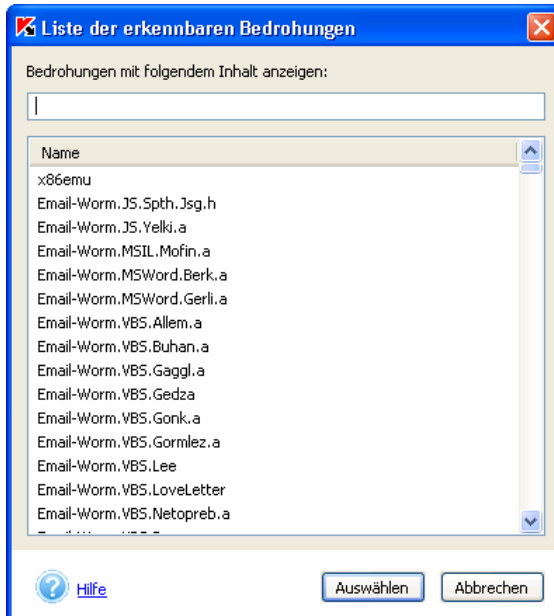 Liste der erkennbaren Bedrohungen
Bedrohungen mit folgendem Inhalt anzeigen:
Name
x86emu
Email-Worm.JS.Spth.Jsg.h
Email-Worm.JS.Yelki.a
Email-Worm.MSIL.Mofin.a
Email-Worm.MSWord.Berk.a
Email-Worm.MSWord.Gerli.a
Email-Worm.VBS.Allem.a
Email-Worm.VBS.Buhan.a
Email-Worm.VBS.Gaggl.a
Email-Worm.VBS.Gedza
Email-Worm.VBS.Gonk.a
Email-Worm.VBS.Gormlez.a
Email-Worm.VBS.Lee
Email-Worm.VBS.LoveLetter
Email-Worm.VBS.Netopreb.a
Hilfe
Auswählen
Abbrechen